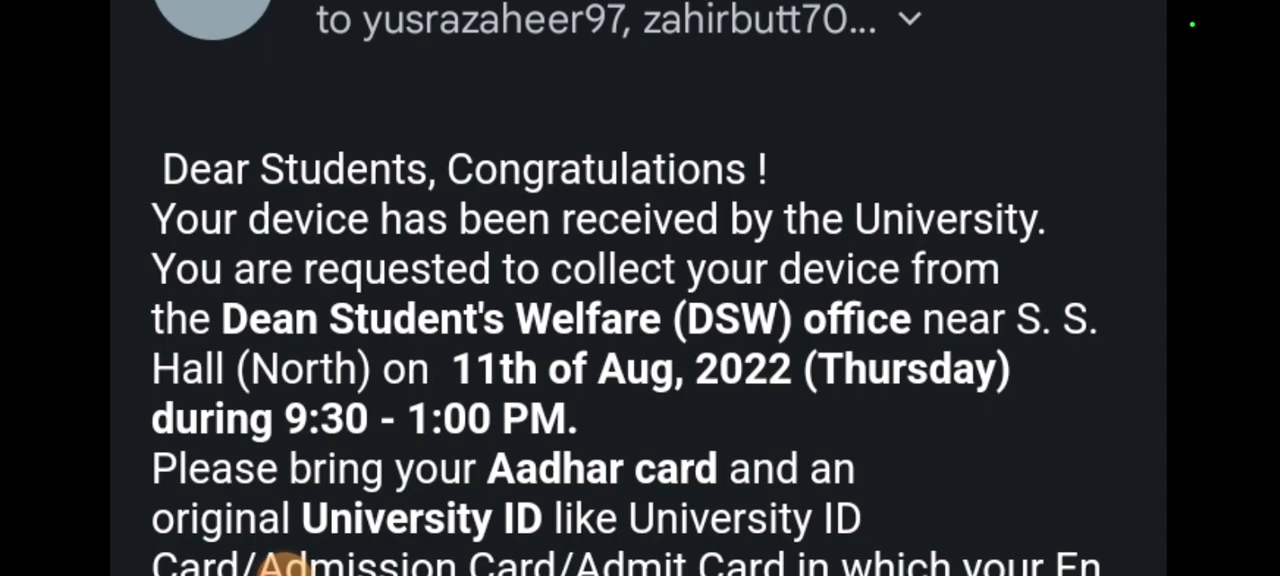 to yusrazaheer97, zahirbutt70...
Dear Students, Congratulations !
Your device has been received by the University.
You are requested to collect your device from
the Dean Student's Welfare (DSW) office near S. S.
Hall (North) on 11th of Aug, 2022 (Thursday)
during 9:30 - 1:00 PM.
Please bring your Aadhar card and an
original University ID like University ID
Card/Admission Card/Admit Card in which your En